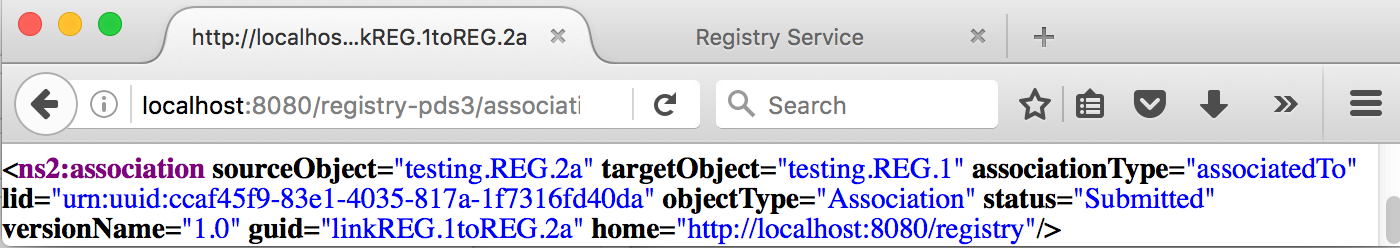 http://localhos...kREG.1toREG.2a
Registry Service
localhost:8080/registry-pds3/associati
Search
<ns2:association sourceObject="testing.REG.2a" targetObject="testing.REG.1" associationType="associatedTo"
lid="urn:uuid:ccaf45f9-83e1-4035-817a-1f7316fd40da" objectType="Association" status="Submitted"
versionName="1.0" guid="linkREG.1toREG.2a" home="http://localhost:8080/registry"/>